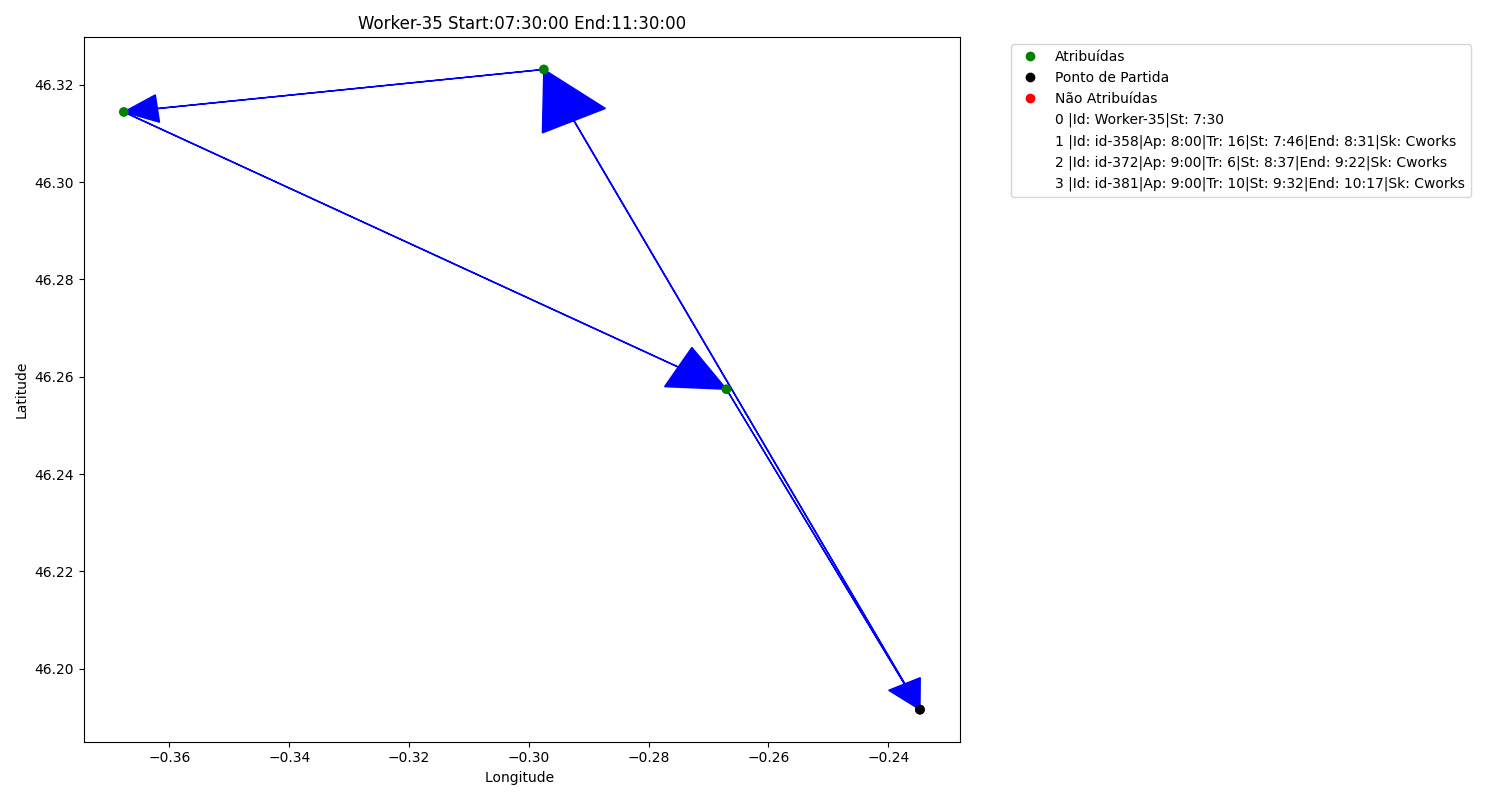 Worker-35 Start:07:30:00 End:11:30:00
Atribuídas
Ponto de Partida
Não Atribuídas
0 |Id: Worker-35|St: 7:30
1 |Id: id-358|Ap: 8:00|Tr: 16|St: 7:46|End: 8:31|Sk: Cworks
2 |Id: id-372|Ap: 9:00|Tr: 6|St: 8:37|End: 9:22|Sk: Cworks
3 |Id: id-381|Ap: 9:00|Tr: 10|St: 9:32|End: 10:17|Sk: Cworks
Latitude
46.32
46.30
46.28
46.26
46.24
46.22
46.20
−0.36 −0.34 −0.32 −0.30 −0.28 −0.26 −0.24
Longitude